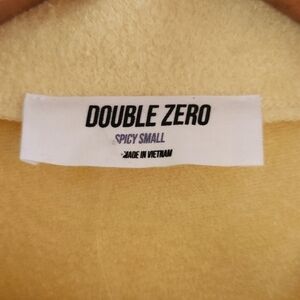 DOUBLE ZERO
SPICY SMALL
MADE IN VIETNAM